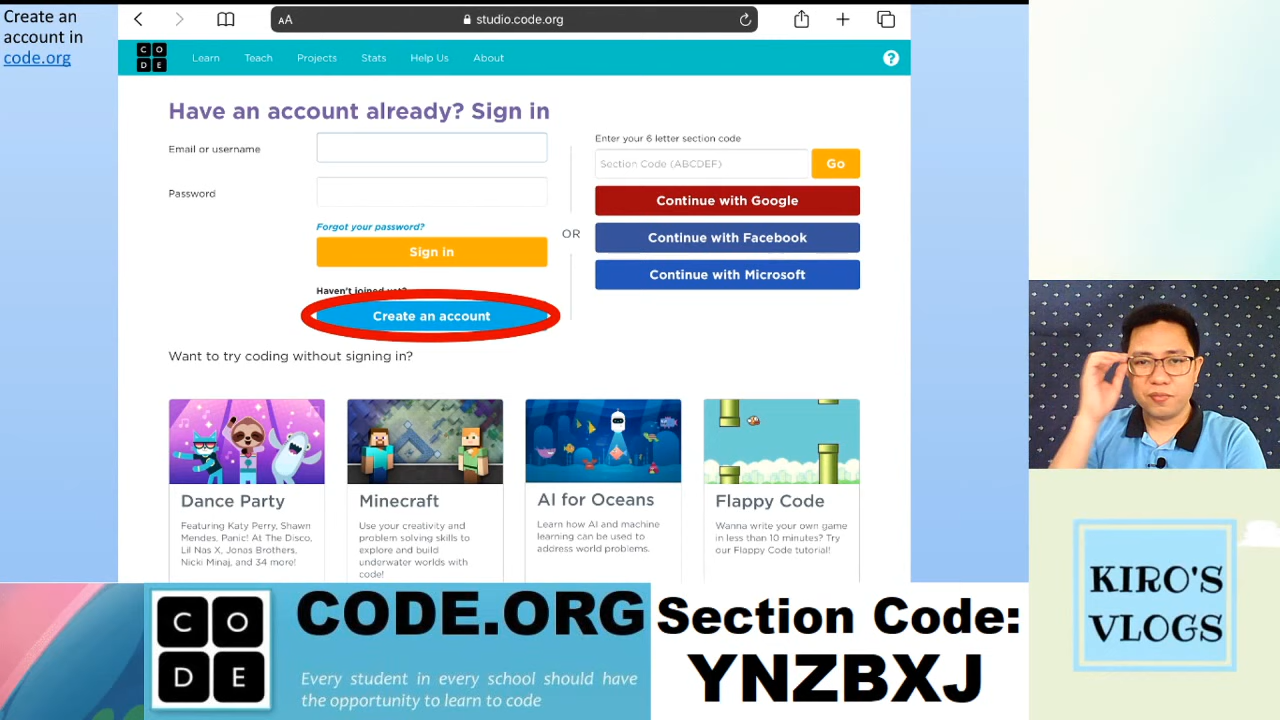 Create an
account in
code.org
AA
studio.code.org
C O
D E
Learn
Teach
Projects
Stats
Help Us
About
?
Have an account already? Sign in
Email or username
Password
Forgot your password?
Sign in
Haven't joined yet?
Create an account
OR
Enter your 6 letter section code
Section Code (ABCDEF)
Go
Continue with Google
Continue with Facebook
Continue with Microsoft
Want to try coding without signing in?
Dance Party
Featuring Katy Perry, Shawn
Mendes, Panic! At The Disco,
Lil Nas X, Jonas Brothers,
Nicki Minaj, and 34 more!
Minecraft
Use your creativity and
problem solving skills to
explore and build
underwater worlds with
code!
AI for Oceans
Learn how AI and machine
learning can be used to
address world problems.
Flappy Code
Wanna write your own game
in less than 10 minutes? Try
our Flappy Code tutorial!
C O
D E
CODE.ORG
Every student in every school should have
the opportunity to learn to code
Section Code:
YNZBXJ
KIRO'S
VLOGS